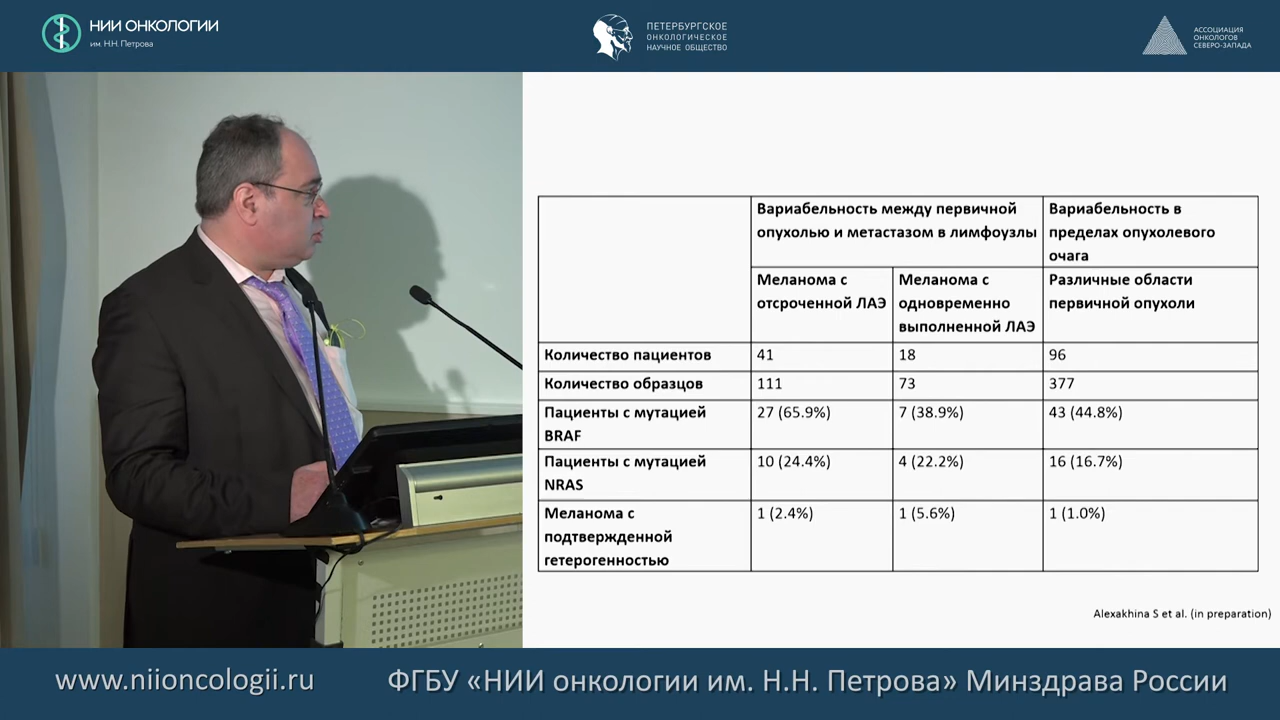 НИИ ОНКОЛОГИИ
им. Н.Н. Петрова
ПЕТЕРБУРГСКОЕ
ОНКОЛОГИЧЕСКОЕ
НАУЧНОЕ ОБЩЕСТВО
АССОЦИАЦИЯ
ОНКОЛОГОВ
СЕВЕРО-ЗАПАДА
Вариабельность между первичной
опухолью и метастазом в лимфоузлы
Вариабельность в
пределах опухолевого
очага
Меланома с
отсроченной ЛАЭ
Меланома с
одновременно
выполненной ЛАЭ
Различные области
первичной опухоли
Количество пациентов 41 18 96
Количество образцов 111 73 377
Пациенты с мутацией
BRAF
27 (65.9%) 7 (38.9%) 43 (44.8%)
Пациенты с мутацией
NRAS
10 (24.4%) 4 (22.2%) 16 (16.7%)
Меланома с
подтвержденной
гетерогенностью
1 (2.4%) 1 (5.6%) 1 (1.0%)
Alexakhina S et al. (in preparation)
www.niioncologii.ru
ФГБУ «НИИ онкологии им. Н.Н. Петрова» Минздрава России